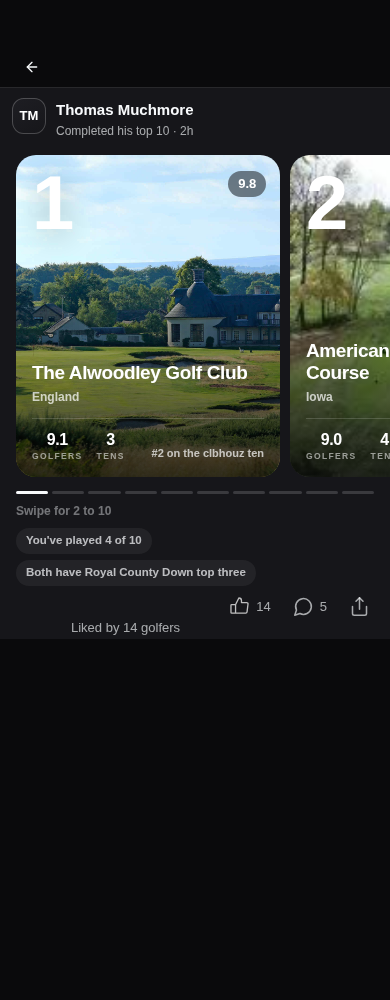 TM
Thomas Muchmore
Completed his top 10 · 2h
1
9.8
The Alwoodley Golf Club
England
9.1
GOLFERS
3
TENS
#2 on the clbhouz ten
2
American
Course
Iowa
9.0
GOLFERS
4
TEN
Swipe for 2 to 10
You've played 4 of 10
Both have Royal County Down top three
14
5
Liked by 14 golfers